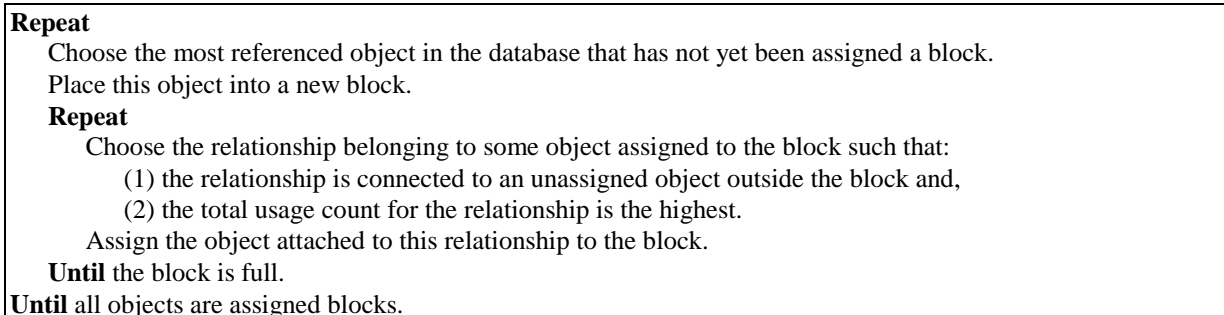 Repeat
Choose the most referenced object in the database that has not yet been assigned a block.
Place this object into a new block.
Repeat
Choose the relationship belonging to some object assigned to the block such that:
(1) the relationship is connected to an unassigned object outside the block and,
(2) the total usage count for the relationship is the highest.
Assign the object attached to this relationship to the block.
Until the block is full.
Until all objects are assigned blocks.